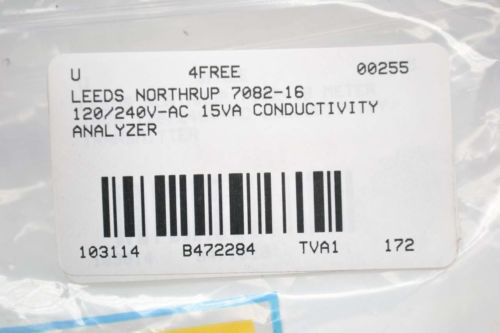 U 4FREE 00255
LEEDS NORTHRUP 7082-16
120/240V-AC 15VA CONDUCTIVITY
ANALYZER
103114 B472284 TVA1 172